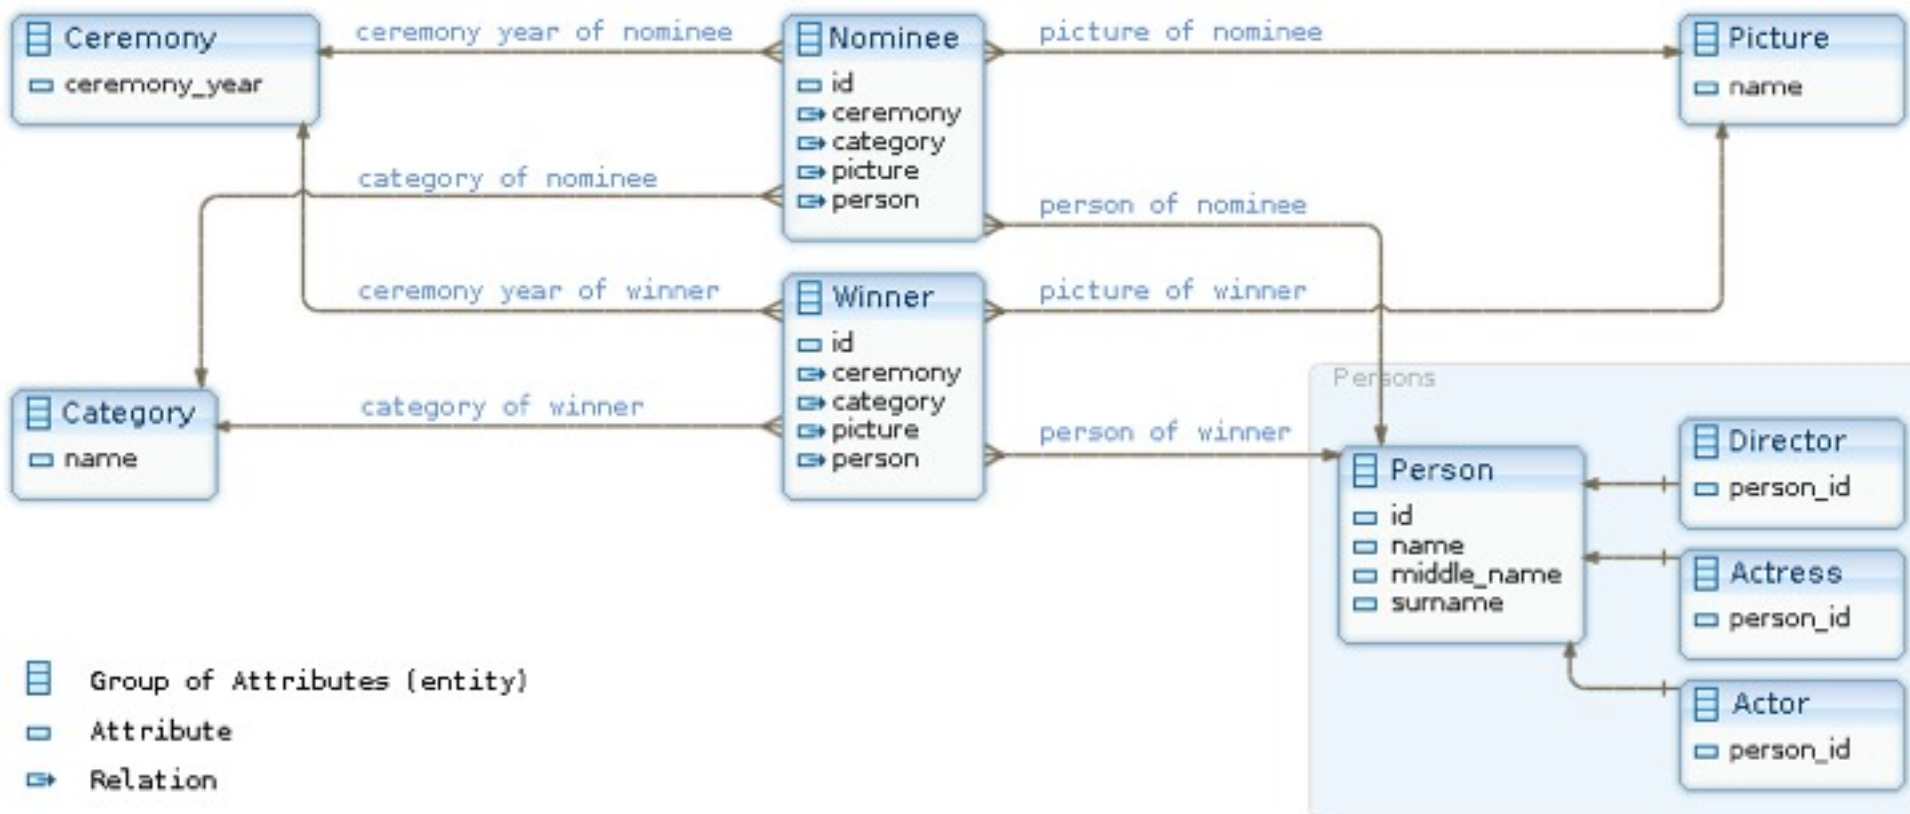 Ceremony
ceremony_year
ceremony year of nominee
Nominee
id
ceremony
category
picture
person
picture of nominee
Picture
name
category of nominee
person of nominee
ceremony year of winner
Winner
id
ceremony
category
picture
person
picture of winner
Category
name
category of winner
person of winner
Persons
Person
id
name
middle_name
surname
Director
person_id
Actress
person_id
Actor
person_id
Group of Attributes (entity)
Attribute
Relation